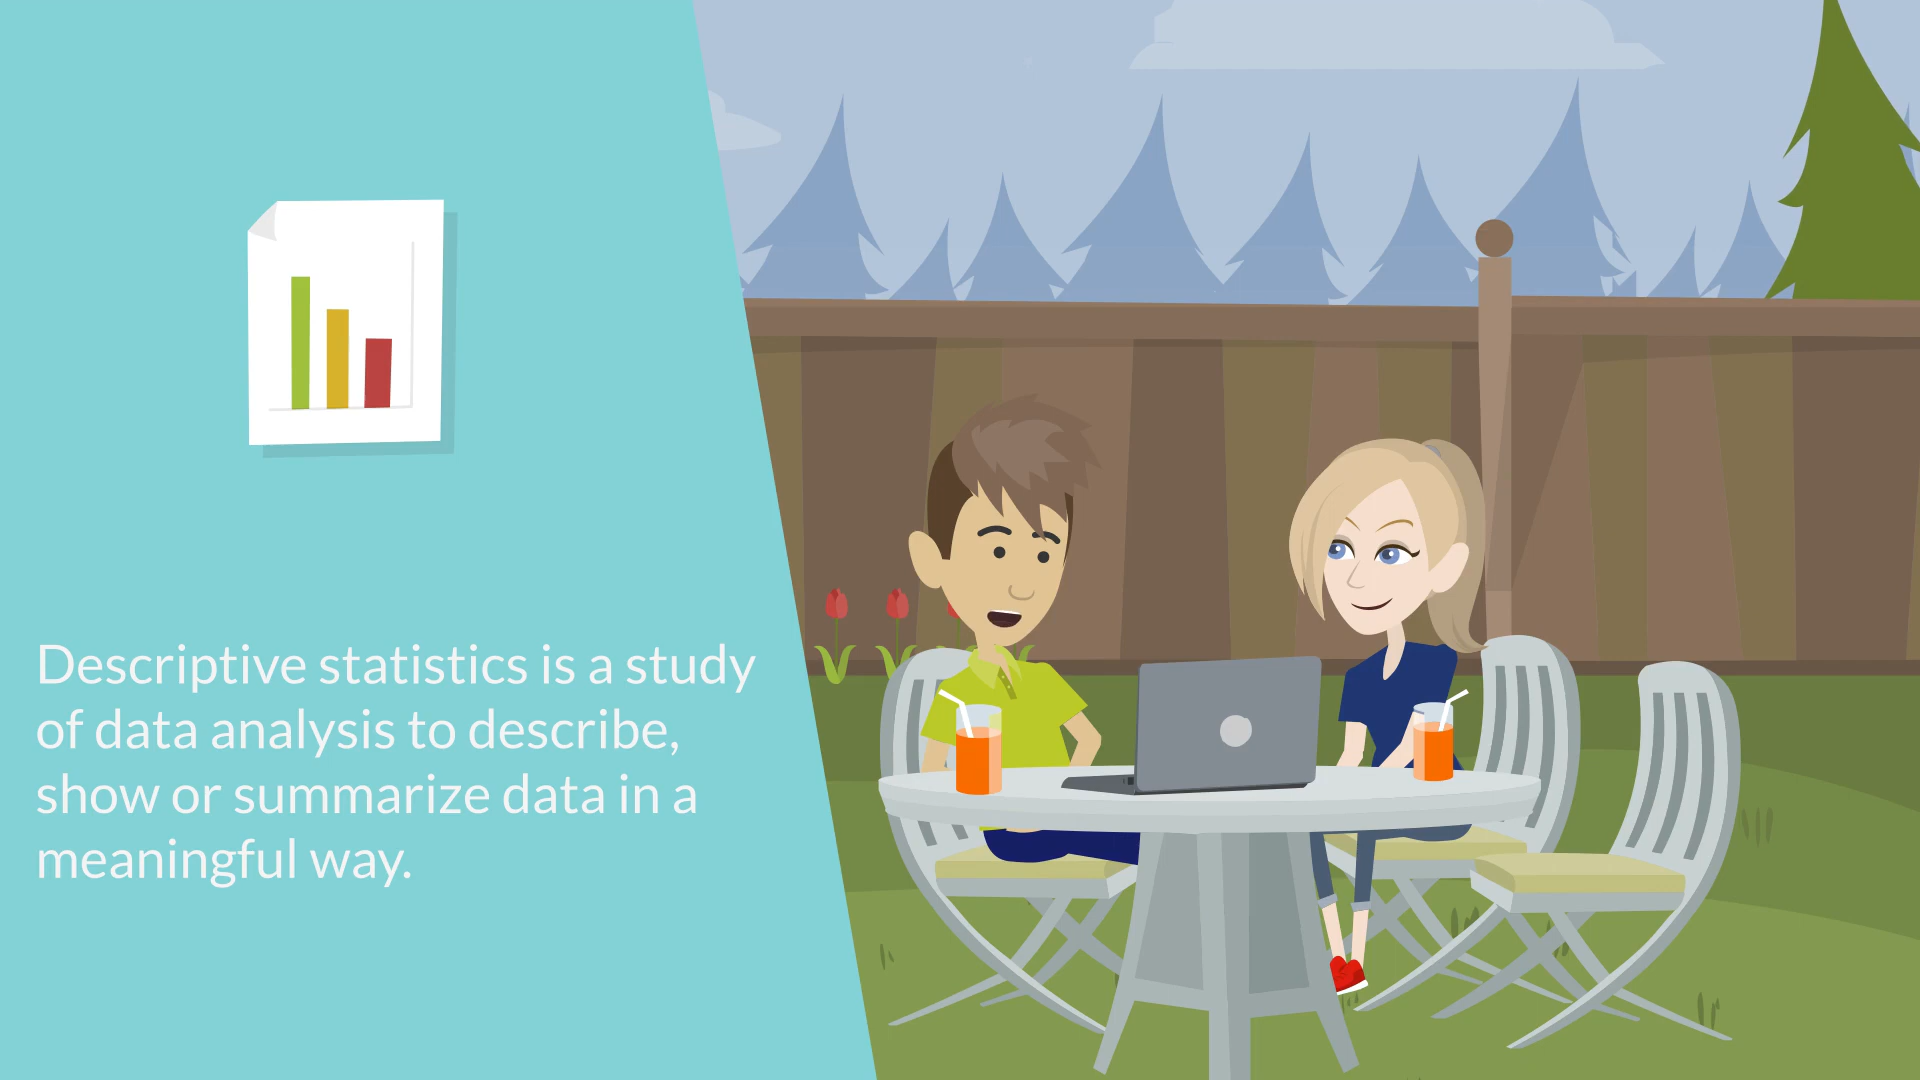 Descriptive statistics is a study
of data analysis to describe,
show or summarize data in a
meaningful way.